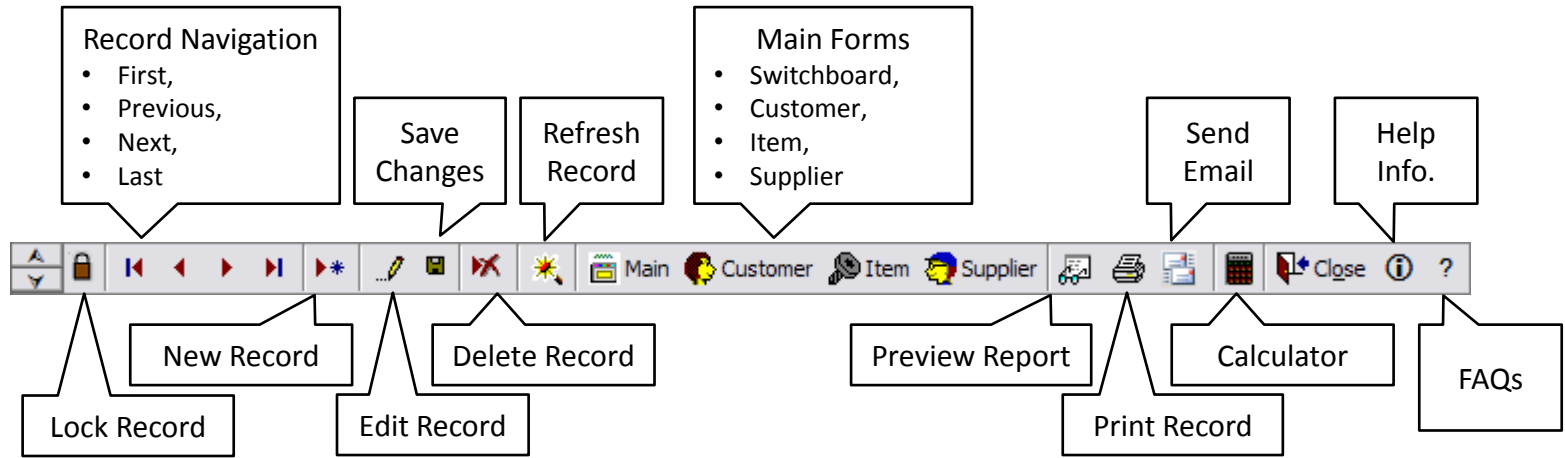 Record Navigation
• First,
• Previous,
• Next,
• Last
Save
Changes
Refresh
Record
Main Forms
• Switchboard,
• Customer,
• Item,
• Supplier
Send
Email
Help
Info.
Main Customer Item Supplier Close ?
New Record
Delete Record
Preview Report
Calculator
FAQs
Lock Record
Edit Record
Print Record